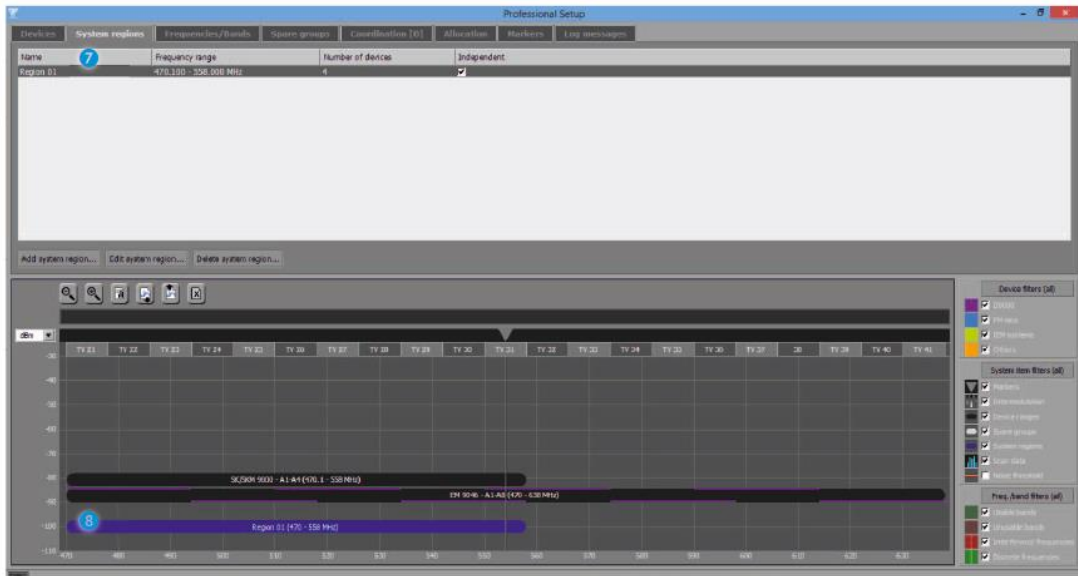 Professional Setup
Devices System regions Frequencies/Bands Spare groups Coordination [0] Allocation Markers Log messages
Name 7 Frequency range Number of devices Independent
Region 01 470.100 - 558.000 MHz 4
Add system region... Edit system region... Delete system region...
Device filters (all)
D9000
IEM systems
Others
dBm
TV 21 TV 22 TV 23 TV 24 TV 25 TV 26 TV 27 TV 28 TV 29 TV 30 TV 31 TV 32 TV 33 TV 34 TV 35 TV 36 TV 37 38 TV 39 TV 40 TV 41
-30
-40
-50
-60
-70
-80
-90
-100
-110
System item filters (all)
Markers
Intermodulation
Device ranges
Spare groups
System regions
Scan data
SK/SKM 9000 - A1-A4 (470.1 - 558 MHz)
EM 9046 - A1-A8 (470 - 638 MHz)
8 Region 01 (470 - 558 MHz)
Freq. /band filters (all)
Usable bands
Unusable bands
Interference frequencies
Discrete frequencies
470 480 490 500 510 520 530 540 550 560 570 580 590 600 610 620 630